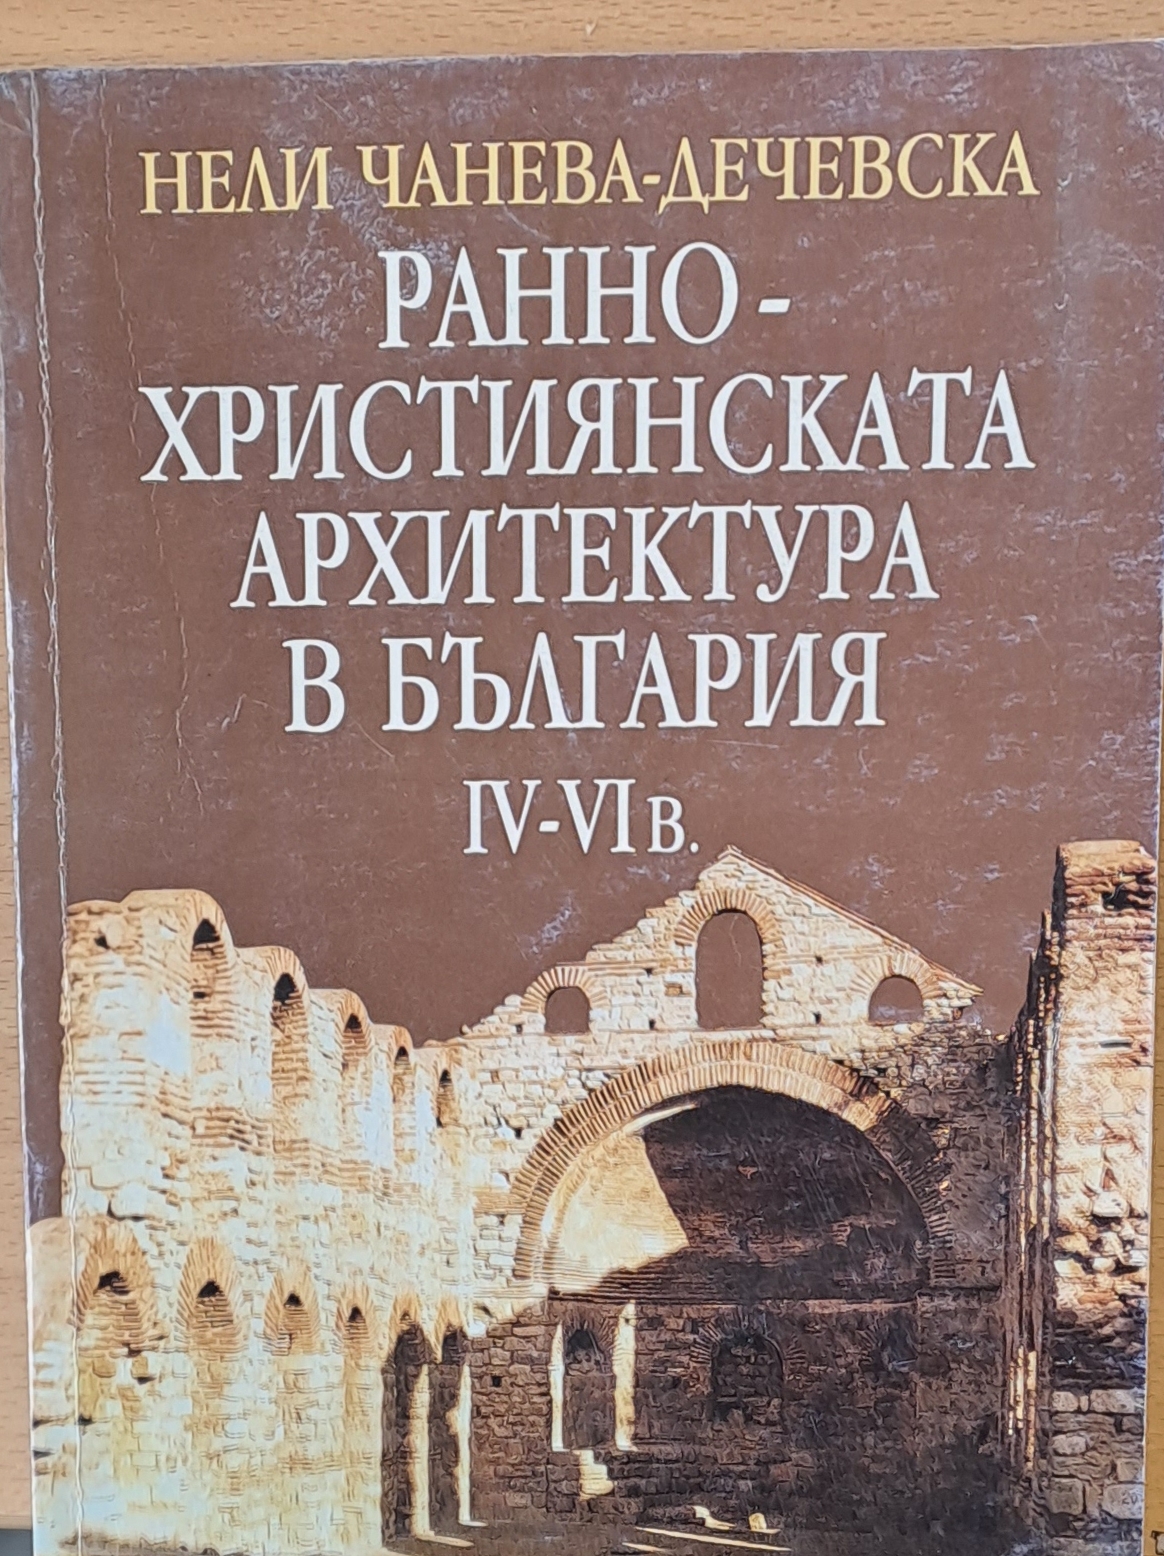 НЕЛИ ЧАНЕВА-ДЕЧЕВСКА
РАННО-
ХРИСТИЯНСКАТА
АРХИТЕКТУРА
В БЪЛГАРИЯ
IV-VI В.